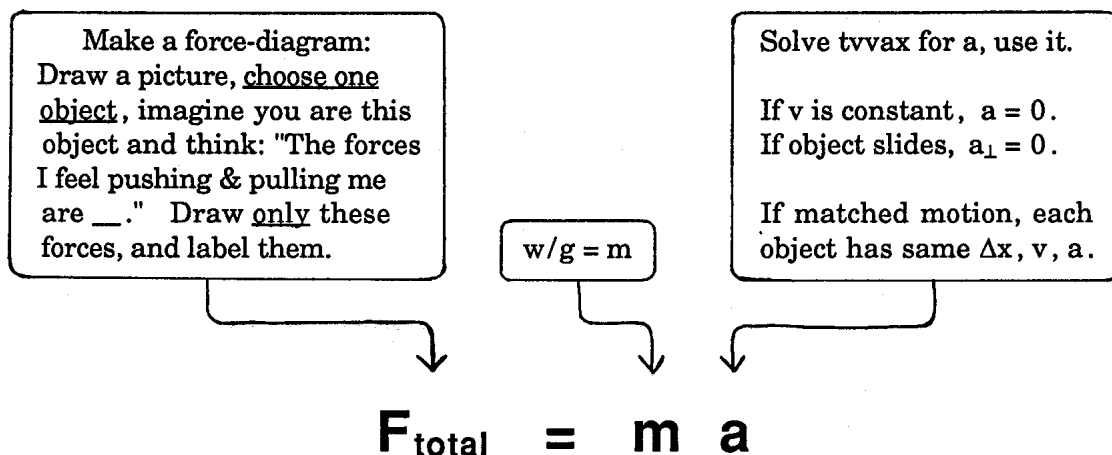 Make a force-diagram:
Draw a picture, choose one
object, imagine you are this
object and think: "The forces
I feel pushing & pulling me
are __." Draw only these
forces, and label them.
w/g = m
Solve tvvax for a, use it.
If v is constant, a = 0.
If object slides, a⊥ = 0.
If matched motion, each
object has same Δx, v, a.
F_total = m a